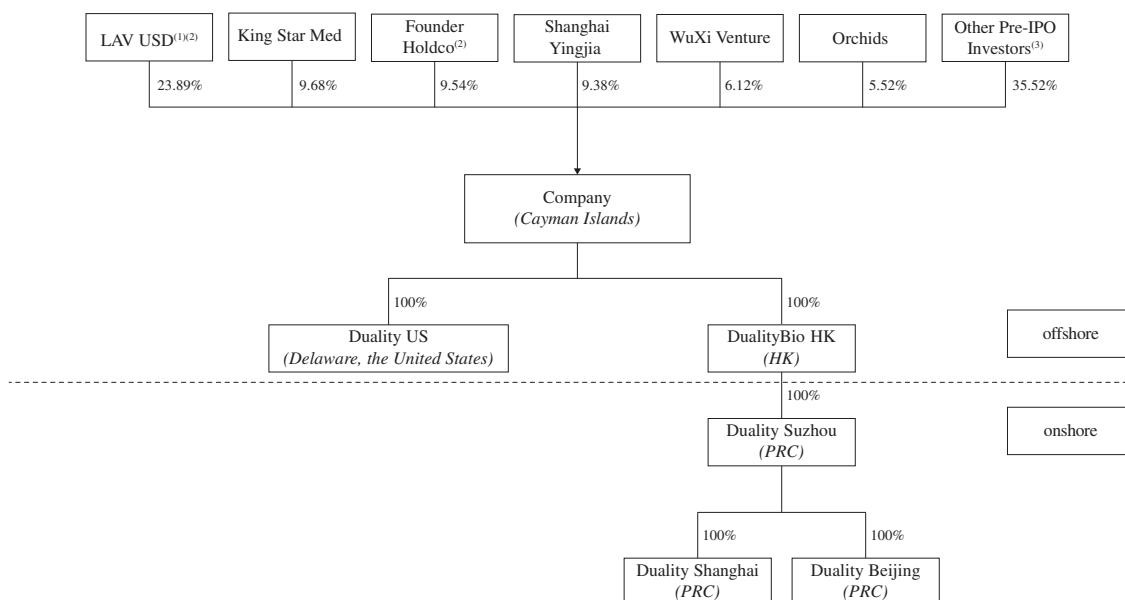 LAV USD(1)(2)
King Star Med
Founder
Holdco(2)
Shanghai
Yingjia
WuXi Venture
Orchids
Other Pre-IPO
Investors(3)
23.89%
9.68%
9.54%
9.38%
6.12%
5.52%
35.52%
Company
(Cayman Islands)
100%
100%
Duality US
(Delaware, the United States)
DualityBio HK
(HK)
offshore
100%
Duality Suzhou
(PRC)
onshore
100%
100%
Duality Shanghai
(PRC)
Duality Beijing
(PRC)